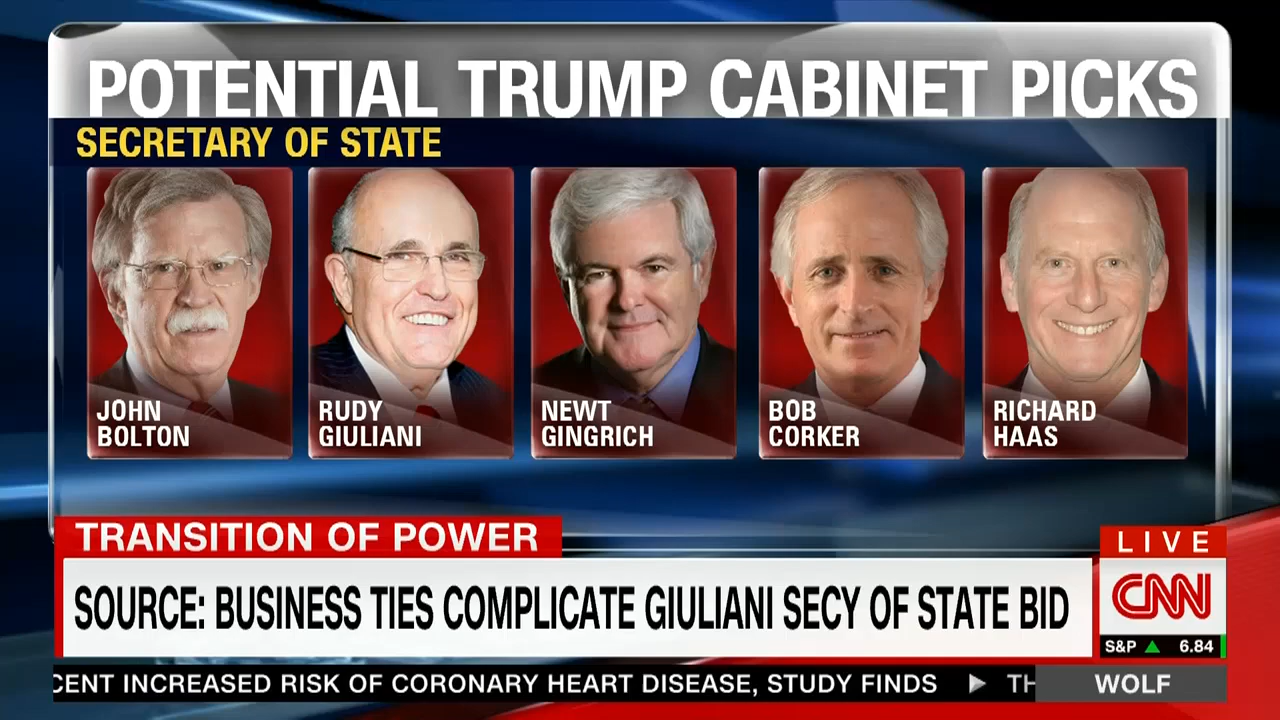 POTENTIAL TRUMP CABINET PICKS
SECRETARY OF STATE
JOHN
BOLTON
RUDY
GIULIANI
NEWT
GINGRICH
BOB
CORKER
RICHARD
HAAS
TRANSITION OF POWER
LIVE
SOURCE: BUSINESS TIES COMPLICATE GIULIANI SECY OF STATE BID
CNN
S&P ▲ 6.84
CENT INCREASED RISK OF CORONARY HEART DISEASE, STUDY FINDS ▶ TH
WOLF